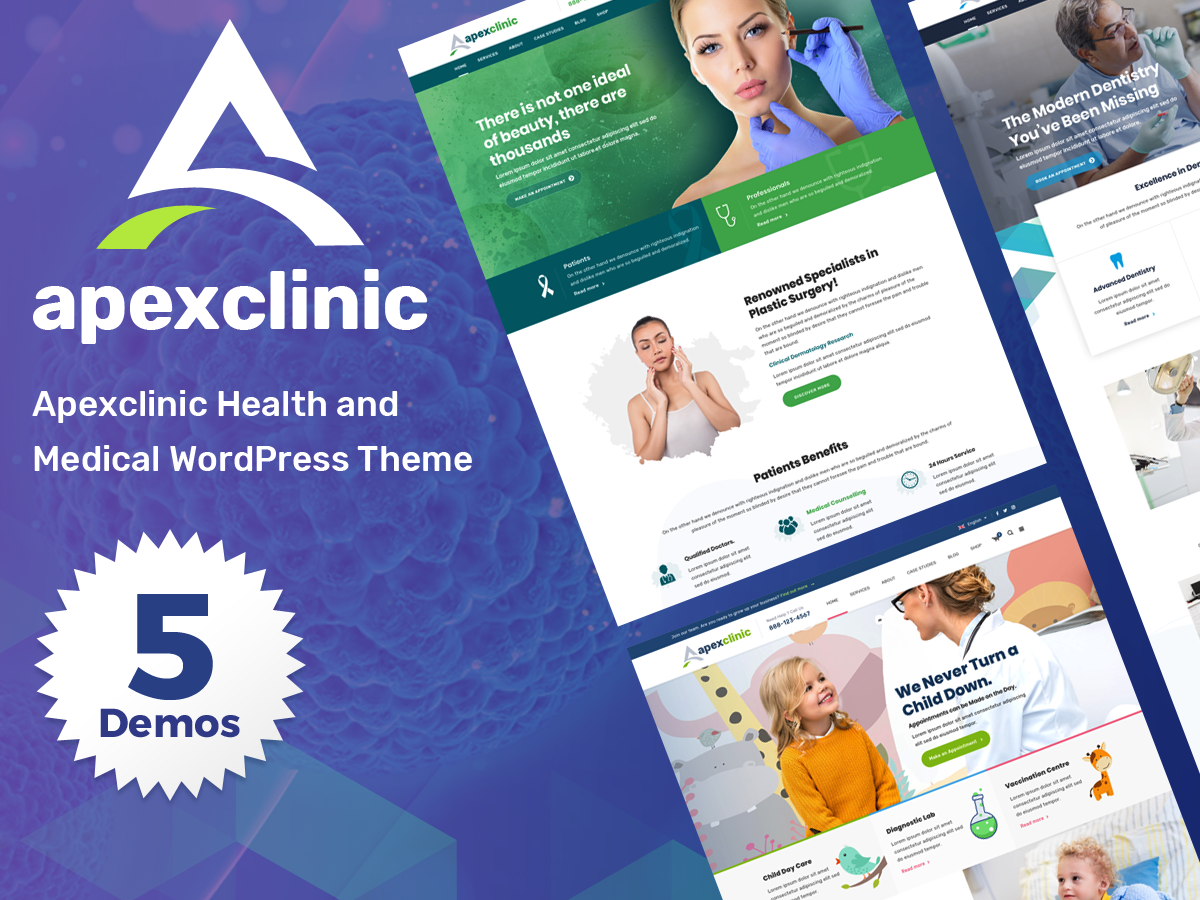 apexclinic
Apexclinic Health and
Medical WordPress Theme
5
Demos
apexclinic
HOME
SERVICES
ABOUT
CASE STUDIES
BLOG
SHOP
There is not one ideal
of beauty, there are
thousands
Lorem ipsum dolor sit amet consectetur adipiscing elit sed do
eiusmod tempor incididunt ut labore et dolore magna.
MAKE AN APPOINTMENT
Patients
On the other hand we denounce with righteous indignation
and dislike men who are so beguiled and demoralized.
Read more
Professionals
On the other hand we denounce with righteous indignation
and dislike men who are so beguiled and demoralized
Read more
Renowned Specialists in
Plastic Surgery!
On the other hand we denounce with righteous indignation and dislike men
who are so beguiled and demoralized by the charms of pleasure of the
moment so blinded by desire that they cannot foresee the pain and trouble
that are bound.
Clinical Dermatology Research
Lorem ipsum dolor sit amet consectetur adipiscing elit sed do eiusmod
tempor incididunt ut labore et dolore magna aliqua
DISCOVER MORE
Patients Benefits
On the other hand we denounce with righteous indignation and dislike men who are so beguiled and demoralized by the charms of
pleasure of the moment so blinded by desire that they cannot foresee the pain and trouble that are bound.
Qualified Doctors.
Lorem ipsum dolor sit amet
consectetur adipiscing elit
sed do eiusmod
Medical Counselling
Lorem ipsum dolor sit amet
consectetur adipiscing elit
sed do eiusmod.
24 Hours Service
Lorem ipsum dolor sit amet
consectetur adipiscing elit
sed do eiusmod.
HOME
SERVICES
The Modern Dentistry
You've Been Missing
Lorem ipsum dolor sit amet consectetur adipiscing elit sed do
eiusmod tempor incididunt ut labore et dolore.
BOOK AN APPOINTMENT
Excellence in Den
On the other hand we denounce with righteous indign
of pleasure of the moment so blinded by desire
Advanced Dentistry
Lorem ipsum dolor sit amet
consectetur adipiscing elit sed do
eiusmod tempor.
Read more
Join our team. Are you ready to grow as your business? Find out more
English
apexclinic
Need help? Call Us
888-123-4567
HOME
SERVICES
ABOUT
CASE STUDIES
BLOG
SHOP
We Never Turn a
Child Down.
Appointments can be Made on the Day.
Lorem ipsum dolor sit amet consectetur adipiscing
elit sed do eiusmod tempor.
Make an Appointment
Child Day Care
Lorem ipsum dolor sit amet
consectetur adipiscing elit sed
do eiusmod tempor.
Diagnostic Lab
Lorem ipsum dolor sit amet
consectetur adipiscing elit sed
do eiusmod tempor.
Read more
Vaccination Centre
Lorem ipsum dolor sit amet
consectetur adipiscing elit sed
do eiusmod tempor.
Read more